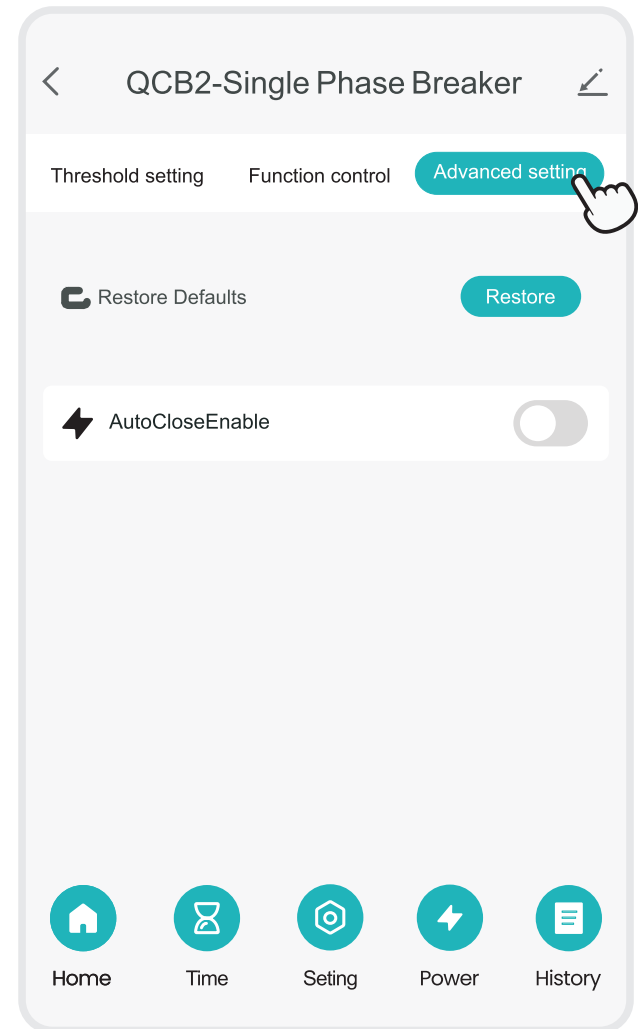 QCB2-Single Phase Breaker
Threshold setting Function control Advanced setting
Restore Defaults Restore
AutoCloseEnable
Home Time Seting Power History